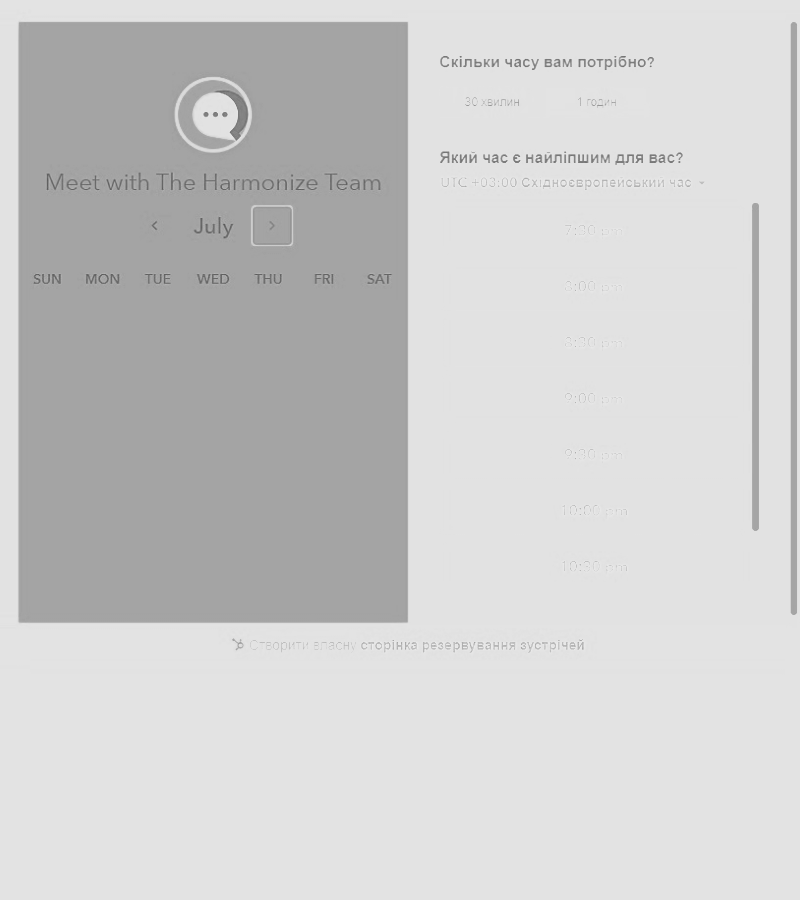 Meet with The Harmonize Team
July
SUN MON TUE WED THU FRI SAT
Скільки часу вам потрібно?
30 хвилин 1 годин
Який час є найліпшим для вас?
UTC +03:00 Східноєвропейський час
7:30 pm
8:00 pm
8:30 pm
9:00 pm
9:30 pm
10:00 pm
10:30 pm
Створити власну сторінка резервування зустрічей